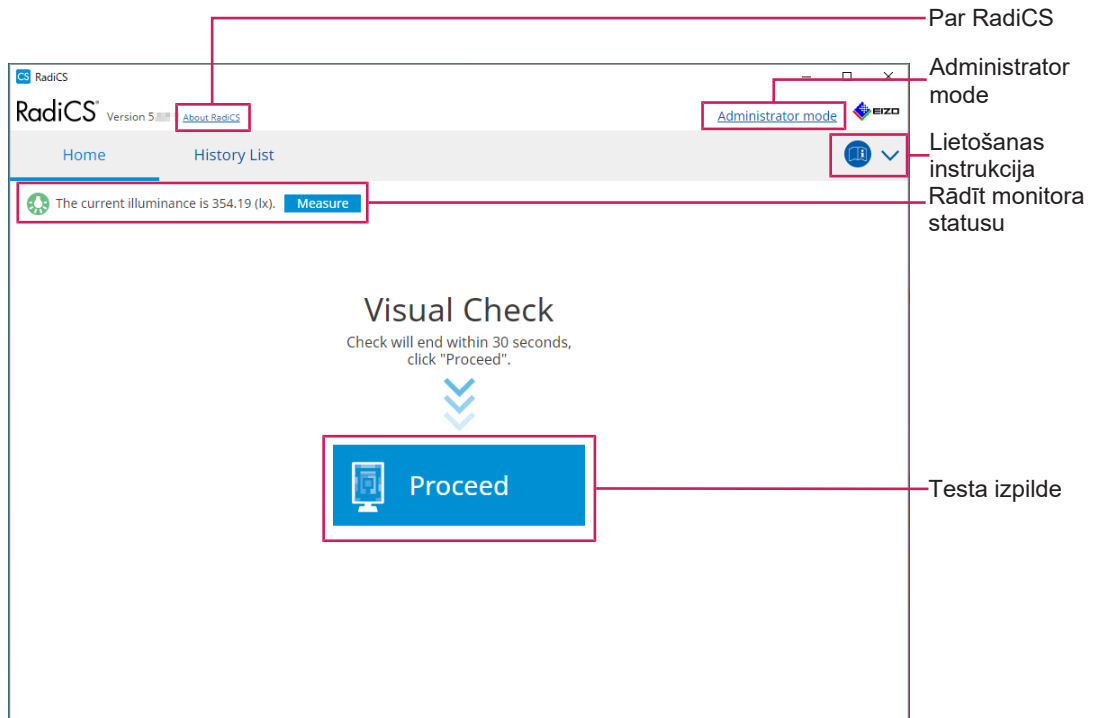 Par RadiCS
CS RadiCS
Administrator
mode
RadiCS® Version 5. About RadiCS
Administrator mode
EIZO
Lietošanas
instrukcija
Home
History List
The current illuminance is 354.19 (lx). Measure
Rādīt monitora
statusu
Visual Check
Check will end within 30 seconds,
click "Proceed".
Proceed
Testa izpilde